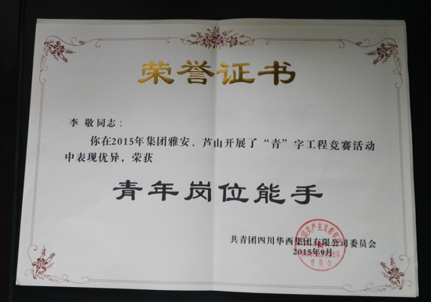 荣誉证书
李 敬同志：
你在2015年集团雅安、芦山开展了“青”字工程竞赛活动
中表现优异，荣获
青年岗位能手
共青团四川华西集团有限公司委员会
2015年9月